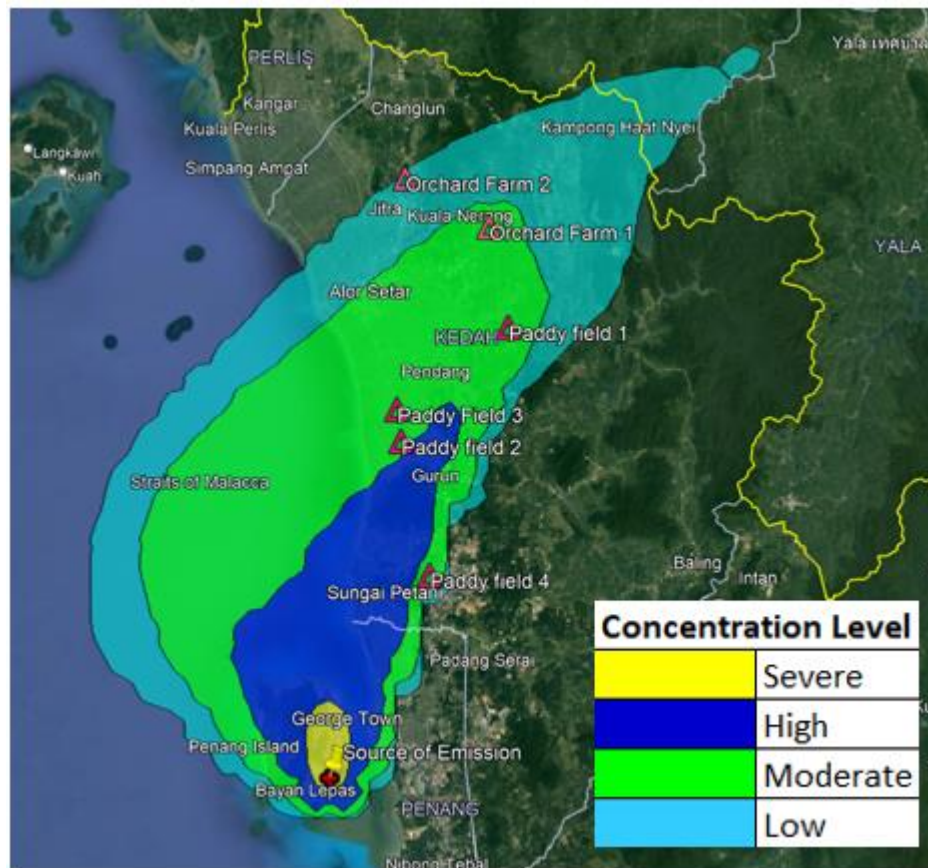 PERLIS
Kangar
Changlun
Kuala Perlis
Kampong Haat Nyei
Langkawi
Simpang Ampat
Kuah
Orchard Farm 2
Jitra
Kuala Nerang
Orchard Farm 1
YALA
Alor Setar
KEDAH
Paddy field 1
Pendang
Paddy Field 3
Paddy field 2
Gurun
Straits of Malacca
Baling
Intan
Paddy field 4
Sungai Petani
Concentration Level
Padang Serai
Severe
High
George Town
Penang Island
Source of Emission
Moderate
Bayan Lepas
PENANG
Low
Nibong Tebal